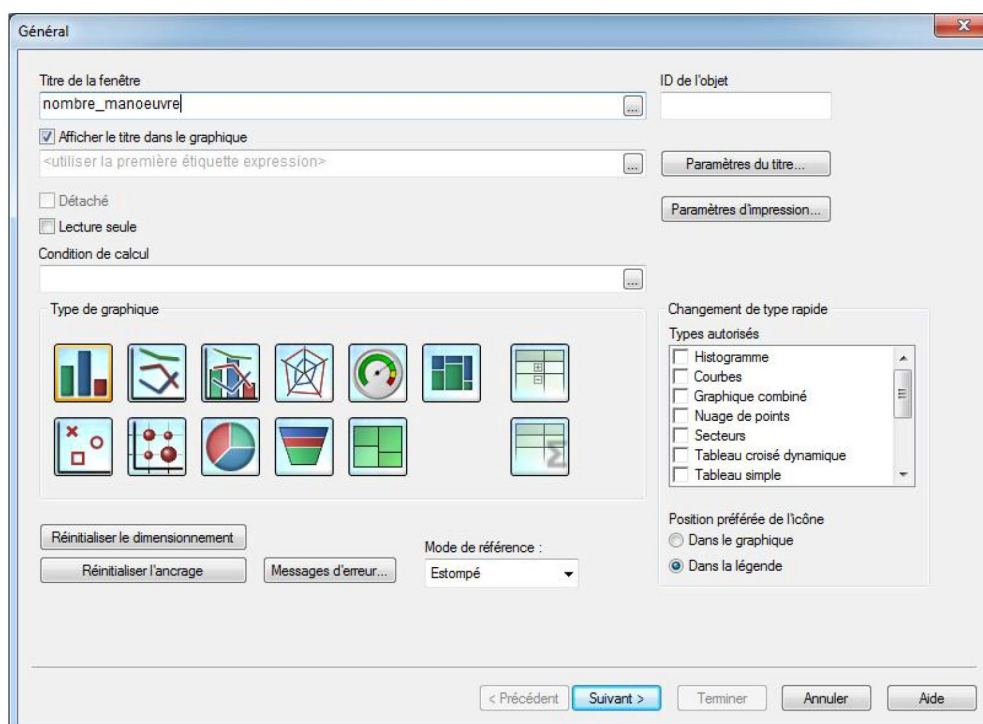 Général
Titre de la fenêtre
nombre_manoeuvre
...
ID de l'objet
Afficher le titre dans le graphique
<utiliser la première étiquette expression>
...
Paramètres du titre...
Détaché
Lecture seule
Paramètres d'impression...
Condition de calcul
...
Type de graphique
Changement de type rapide
Types autorisés
Histogramme
Courbes
Graphique combiné
Nuage de points
Secteurs
Tableau croisé dynamique
Tableau simple
Position préférée de l'icône
Dans le graphique
Dans la légende
Réinitialiser le dimensionnement
Réinitialiser l'ancrage
Messages d'erreur...
Mode de référence :
Estompé
< Précédent
Suivant >
Terminer
Annuler
Aide